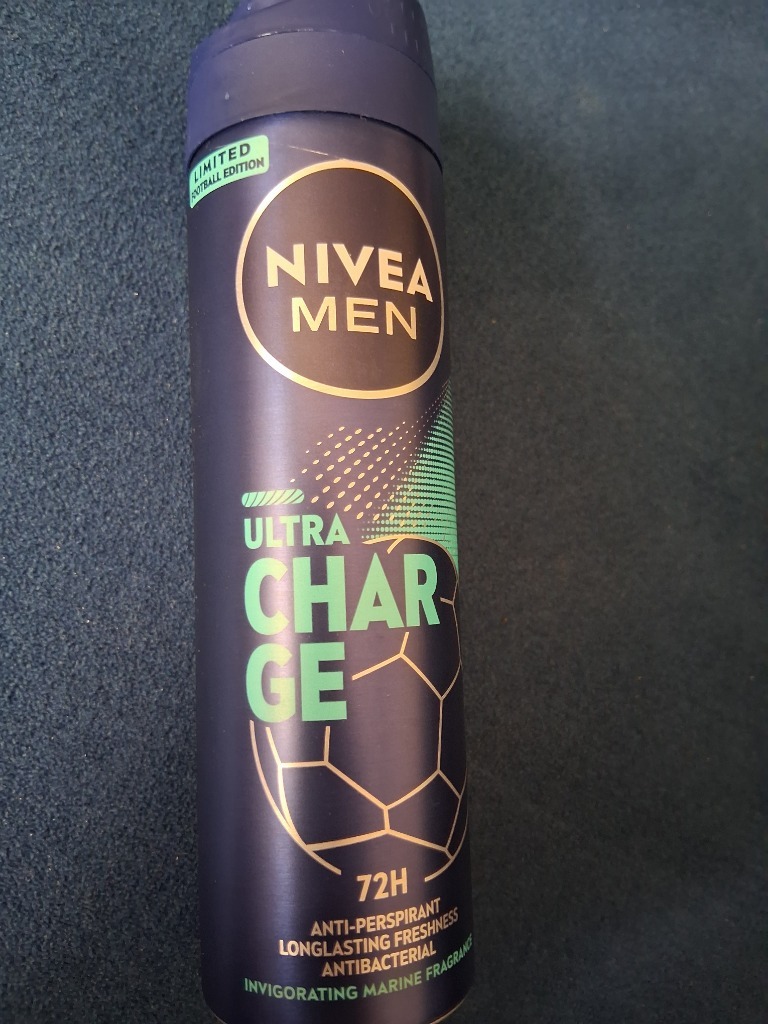 LIMITED
FOOTBALL EDITION
NIVEA
MEN
ULTRA
CHAR
GE
72H
ANTI-PERSPIRANT
LONGLASTING FRESHNESS
ANTIBACTERIAL
INVIGORATING MARINE FRAGRANCE